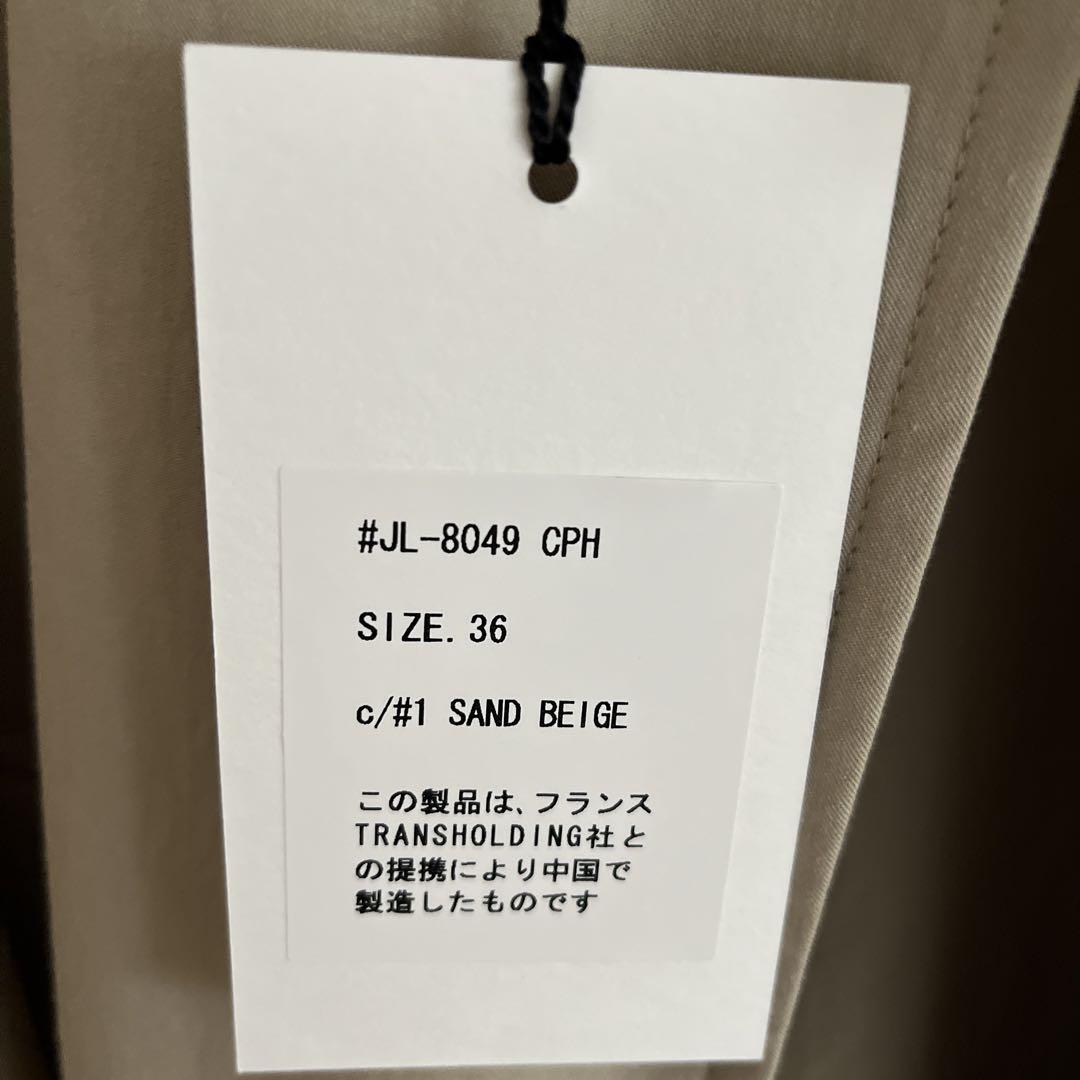 #JL-8049 CPH
SIZE. 36
c/#1 SAND BEIGE
この製品は、フランス
TRANSHOLDING社と
の提携により中国で
製造したものです